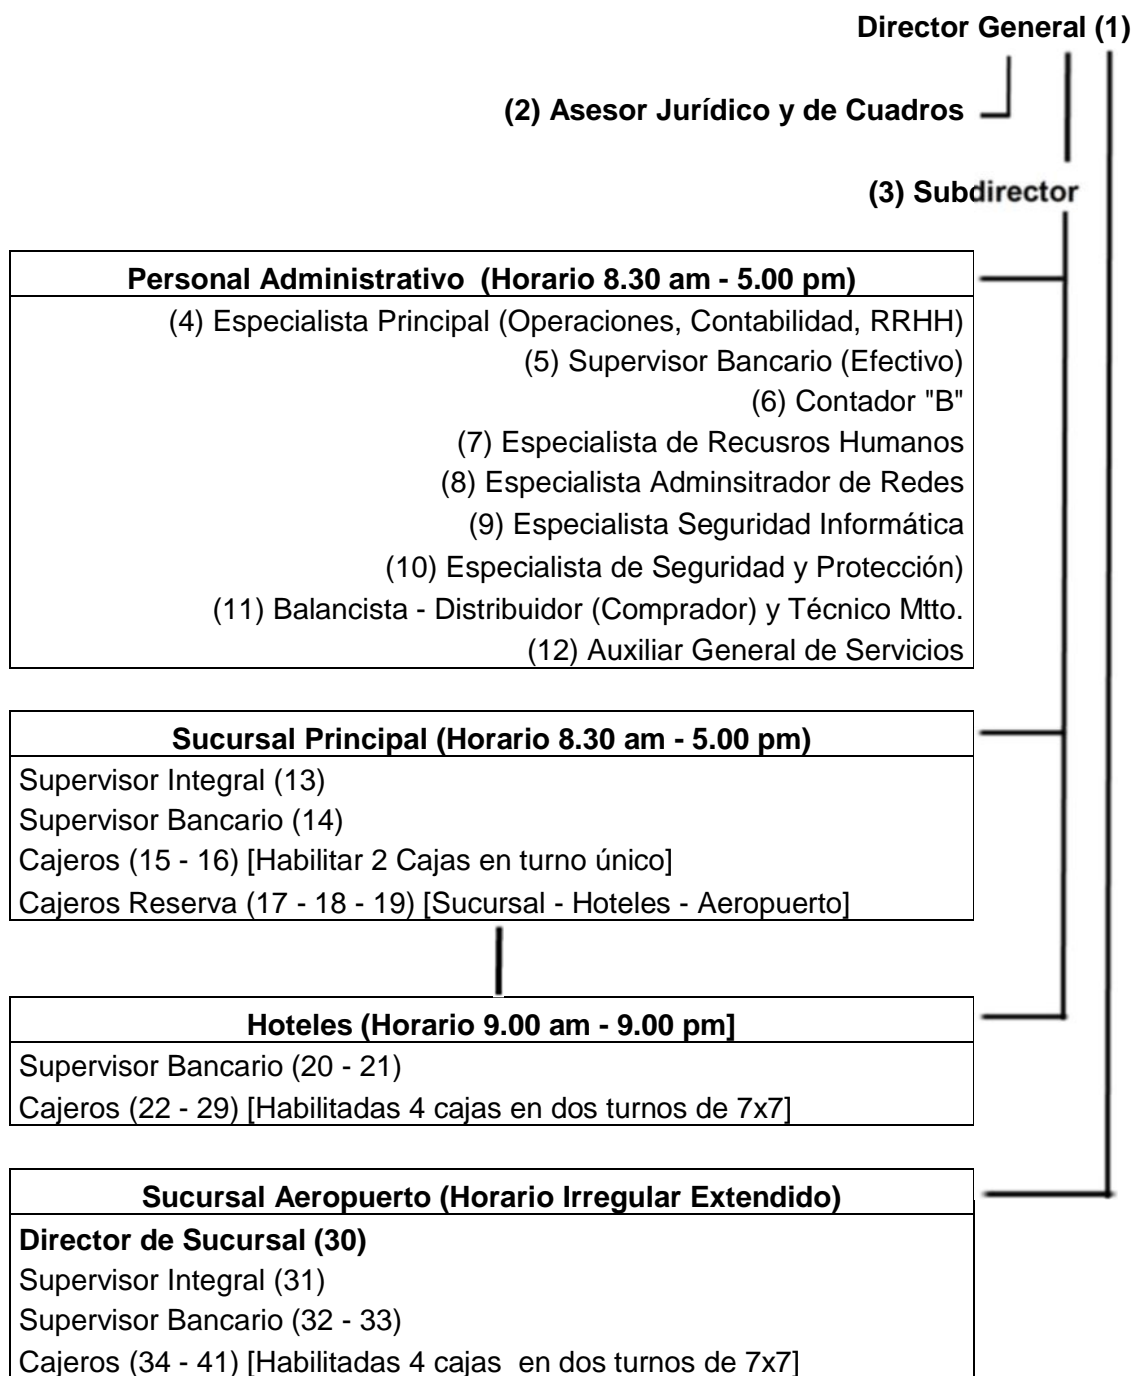 Director General (1)
(2) Asesor Jurídico y de Cuadros
(3) Subdirector
Personal Administrativo  (Horario 8.30 am - 5.00 pm)
(4) Especialista Principal (Operaciones, Contabilidad, RRHH)
(5) Supervisor Bancario (Efectivo)
(6) Contador "B"
(7) Especialista de Recusros Humanos
(8) Especialista Adminsitrador de Redes
(9) Especialista Seguridad Informática
(10) Especialista de Seguridad y Protección)
(11) Balancista - Distribuidor (Comprador) y Técnico Mtto.
(12) Auxiliar General de Servicios
Sucursal Principal (Horario 8.30 am - 5.00 pm)
Supervisor Integral (13)
Supervisor Bancario (14)
Cajeros (15 - 16) [Habilitar 2 Cajas en turno único]
Cajeros Reserva (17 - 18 - 19) [Sucursal - Hoteles - Aeropuerto]
Hoteles (Horario 9.00 am - 9.00 pm]
Supervisor Bancario (20 - 21)
Cajeros (22 - 29) [Habilitadas 4 cajas en dos turnos de 7x7]
Sucursal Aeropuerto (Horario Irregular Extendido)
Director de Sucursal (30)
Supervisor Integral (31)
Supervisor Bancario (32 - 33)
Cajeros (34 - 41) [Habilitadas 4 cajas  en dos turnos de 7x7]